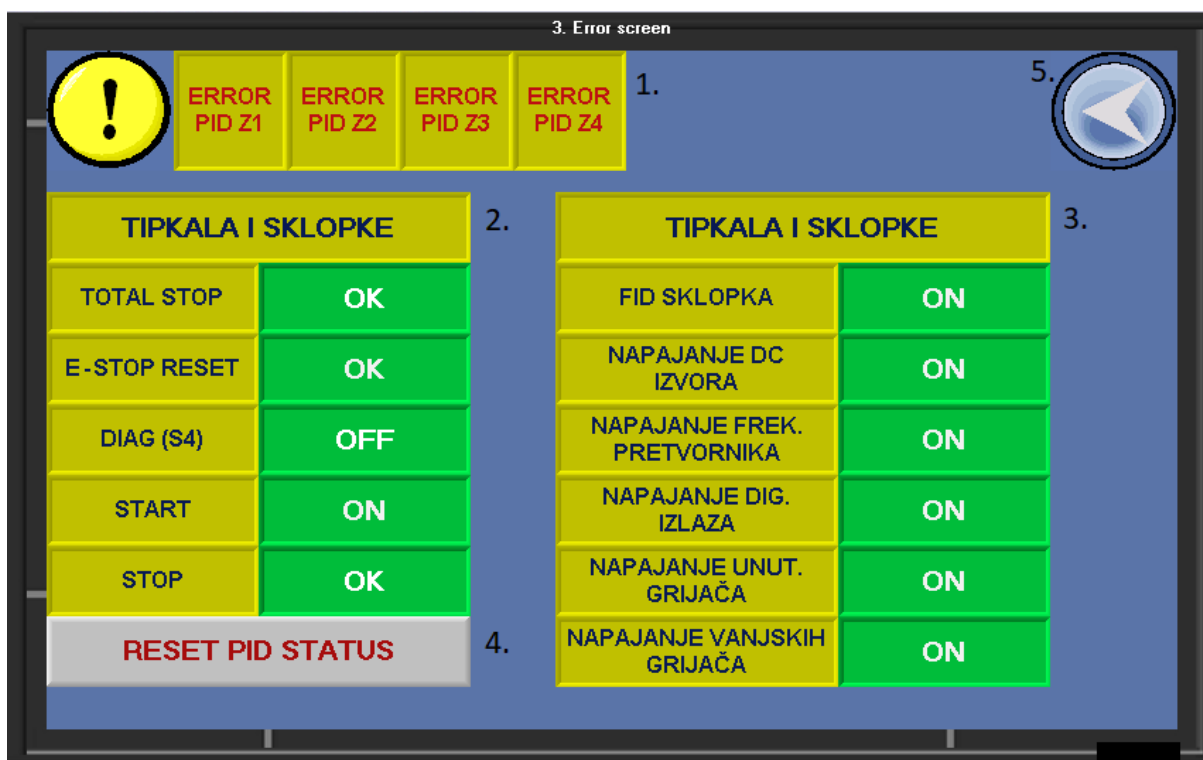 3. Error screen
!
ERROR
PID Z1
ERROR
PID Z2
ERROR
PID Z3
ERROR
PID Z4
1.
5.
TIPKALA I SKLOPKE
2.
TOTAL STOP
OK
E-STOP RESET
OK
DIAG (S4)
OFF
START
ON
STOP
OK
RESET PID STATUS
4.
TIPKALA I SKLOPKE
3.
FID SKLOPKA
ON
NAPAJANJE DC
IZVORA
ON
NAPAJANJE FREK.
PRETVORNIKA
ON
NAPAJANJE DIG.
IZLAZA
ON
NAPAJANJE UNUT.
GRIJAČA
ON
NAPAJANJE VANJSKIH
GRIJAČA
ON